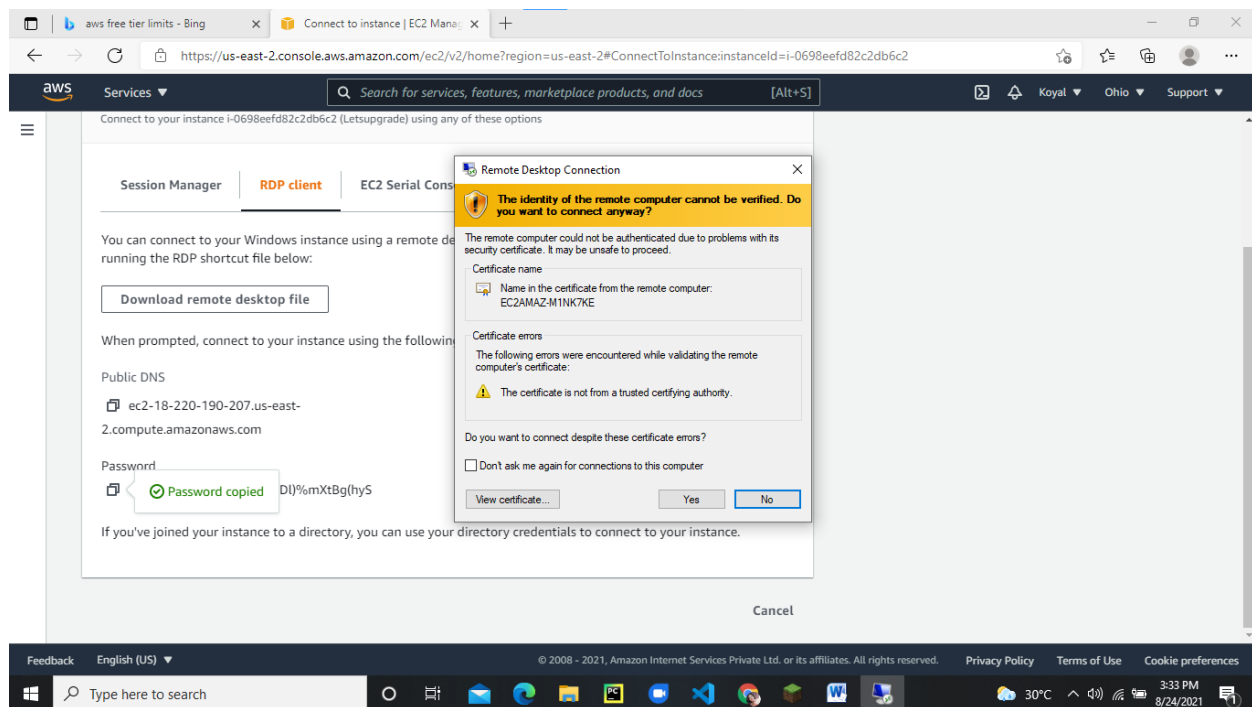 aws free tier limits - Bing
Connect to instance | EC2 Manag
https://us-east-2.console.aws.amazon.com/ec2/v2/home?region=us-east-2#ConnectToInstance:instanceId=i-0698eefd82c2db6c2
aws
Services
Search for services, features, marketplace products, and docs
[Alt+S]
Koyal
Ohio
Support
Connect to your instance i-0698eefd82c2db6c2 (Letsupgrade) using any of these options
Session Manager
RDP client
EC2 Serial Cons
You can connect to your Windows instance using a remote de
running the RDP shortcut file below:
Download remote desktop file
When prompted, connect to your instance using the following
Public DNS
ec2-18-220-190-207.us-east-
2.compute.amazonaws.com
Password
Password copied
Dl)%mXtBg(hyS
If you've joined your instance to a directory, you can use your directory credentials to connect to your instance.
Cancel
Remote Desktop Connection
The identity of the remote computer cannot be verified. Do
you want to connect anyway?
The remote computer could not be authenticated due to problems with its
security certificate. It may be unsafe to proceed.
Certificate name
Name in the certificate from the remote computer:
EC2AMAZ-M1NK7KE
Certificate errors
The following errors were encountered while validating the remote
computer's certificate:
The certificate is not from a trusted certifying authority.
Do you want to connect despite these certificate errors?
Don't ask me again for connections to this computer
View certificate...
Yes
No
Feedback
English (US)
© 2008 - 2021, Amazon Internet Services Private Ltd. or its affiliates. All rights reserved.
Privacy Policy
Terms of Use
Cookie preferences
Type here to search
30°C
3:33 PM
8/24/2021